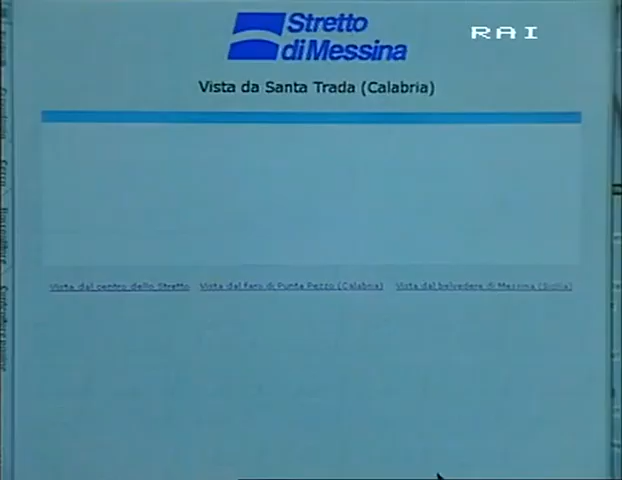 Stretto
di Messina
RAI
Vista da Santa Trada (Calabria)
Vista dal centro dello Stretto Vista dal faro di Punta Pezzo (Calabria) Vista dal belvedere di Messina (Sicilia)